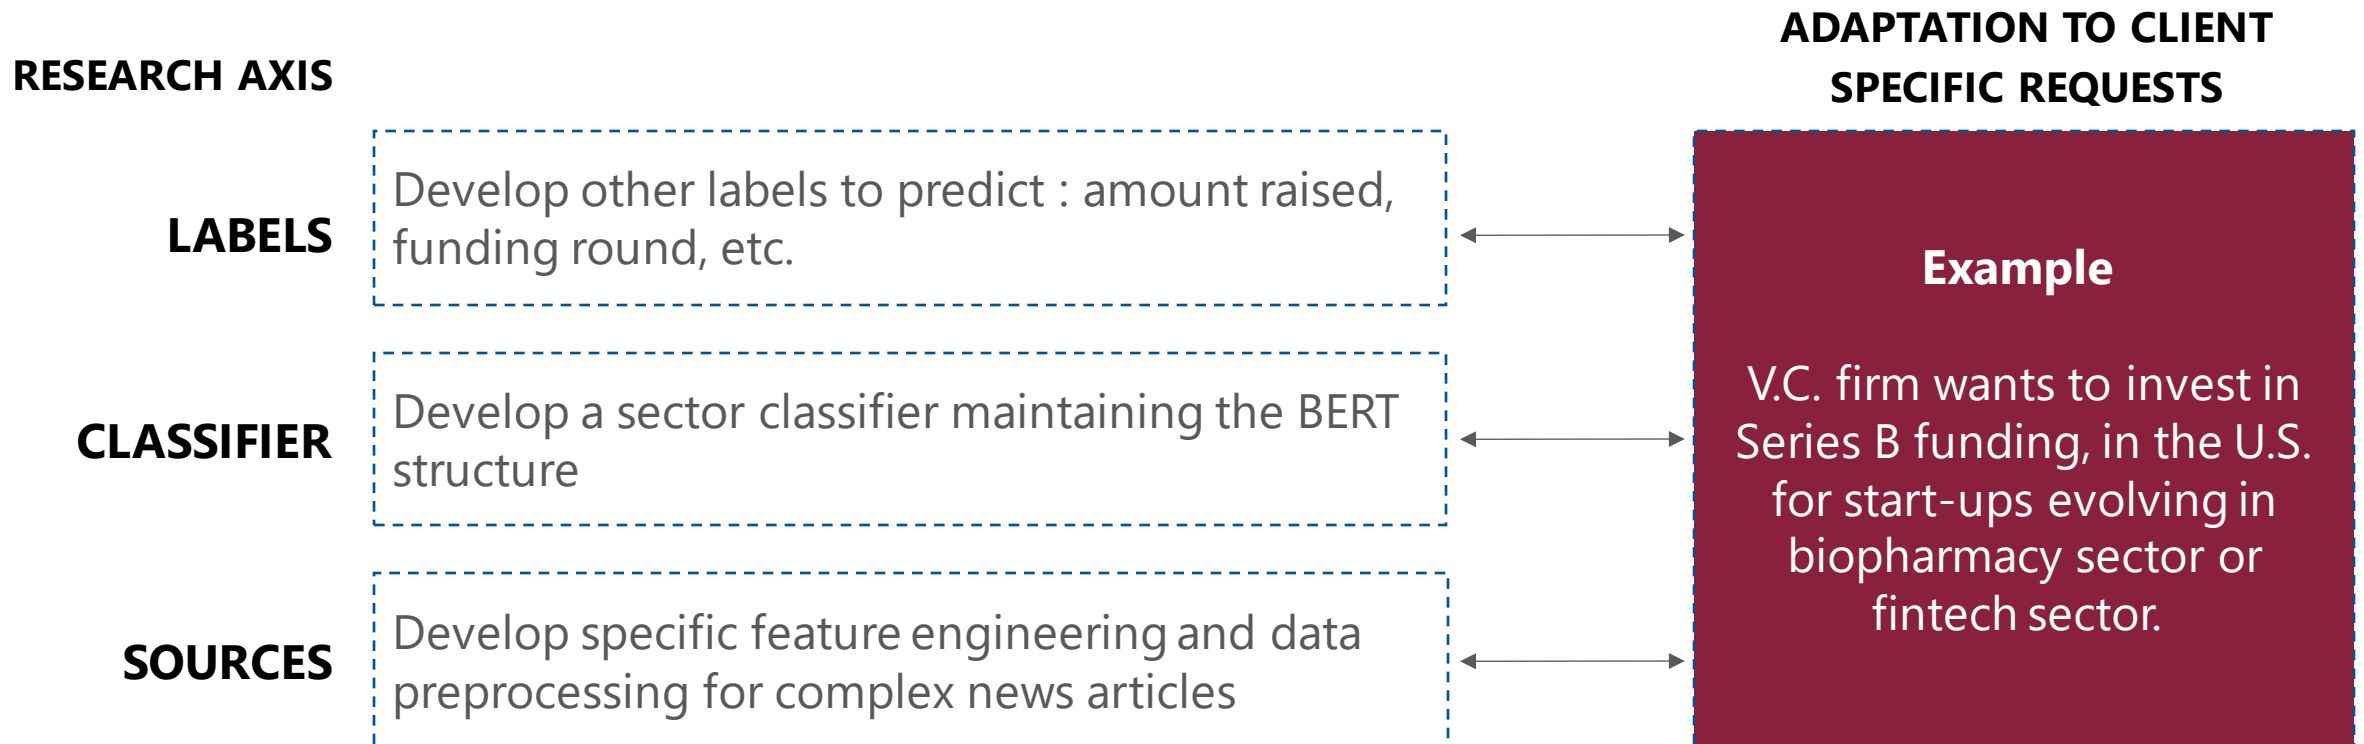 RESEARCH AXIS
ADAPTATION TO CLIENT
SPECIFIC REQUESTS
LABELS
Develop other labels to predict : amount raised,
funding round, etc.
CLASSIFIER
Develop a sector classifier maintaining the BERT
structure
SOURCES
Develop specific feature engineering and data
preprocessing for complex news articles
Example
V.C. firm wants to invest in
Series B funding, in the U.S.
for start-ups evolving in
biopharmacy sector or
fintech sector.